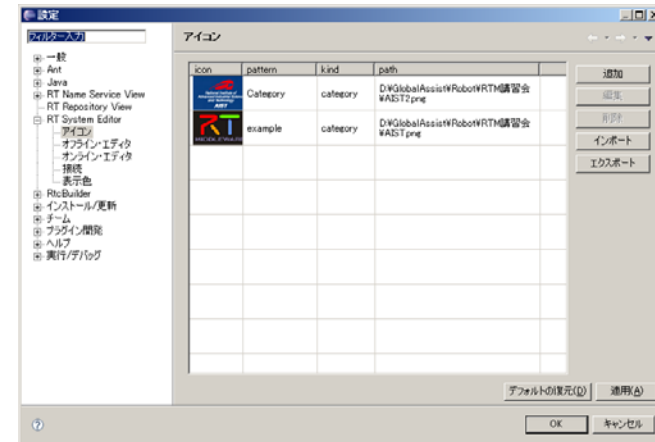 設定
フィルター入力
アイコン
一般
Ant
Java
RT Name Service View
RT Repository View
RT System Editor
アイコン
オフライン・エディタ
オンライン・エディタ
接続
表示色
RtcBuilder
インストール/更新
チーム
プラグイン開発
ヘルプ
実行/デバッグ
icon pattern kind path
AIST
Category category D:¥GlobalAssist¥Robot¥RTM講習会
¥AIST2.png
RT
example category D:¥GlobalAssist¥Robot¥RTM講習会
¥AIST.png
追加
編集
削除
インポート
エクスポート
デフォルトの復元(D) 適用(A)
OK キャンセル